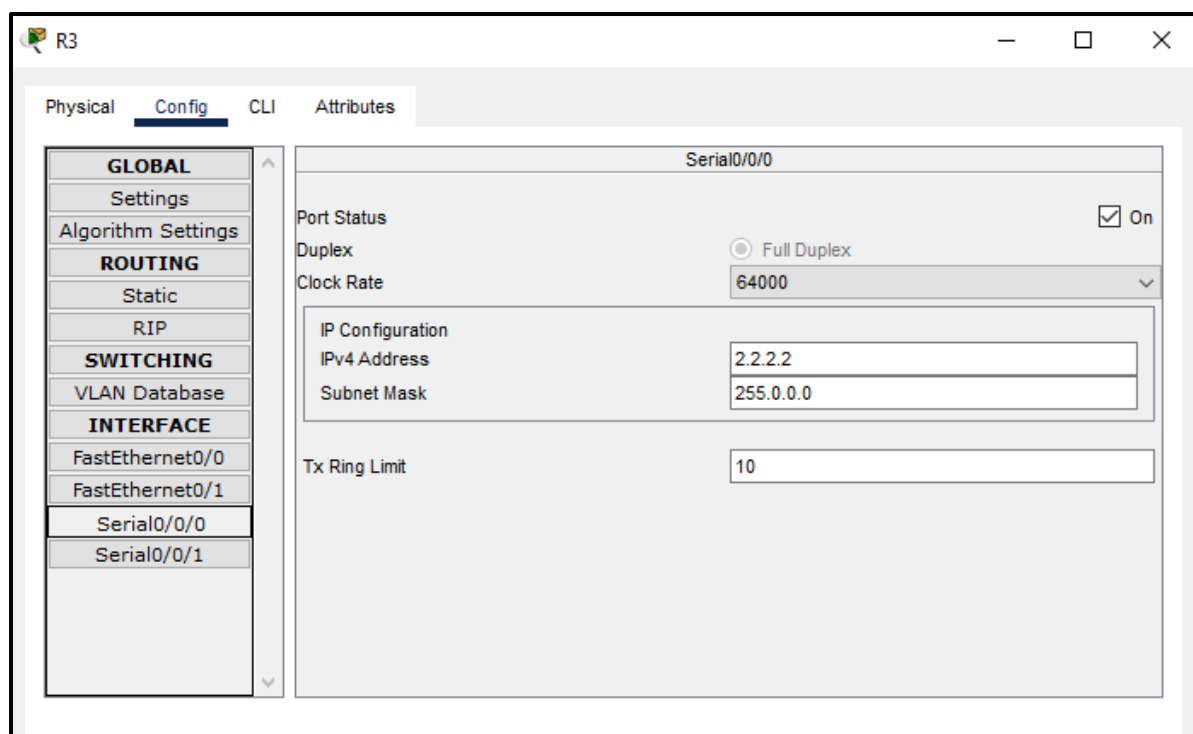 R3
Physical Config CLI Attributes
GLOBAL
Settings
Algorithm Settings
ROUTING
Static
RIP
SWITCHING
VLAN Database
INTERFACE
FastEthernet0/0
FastEthernet0/1
Serial0/0/0
Serial0/0/1
Serial0/0/0
Port Status On
Duplex Full Duplex
Clock Rate 64000
IP Configuration
IPv4 Address 2.2.2.2
Subnet Mask 255.0.0.0
Tx Ring Limit 10